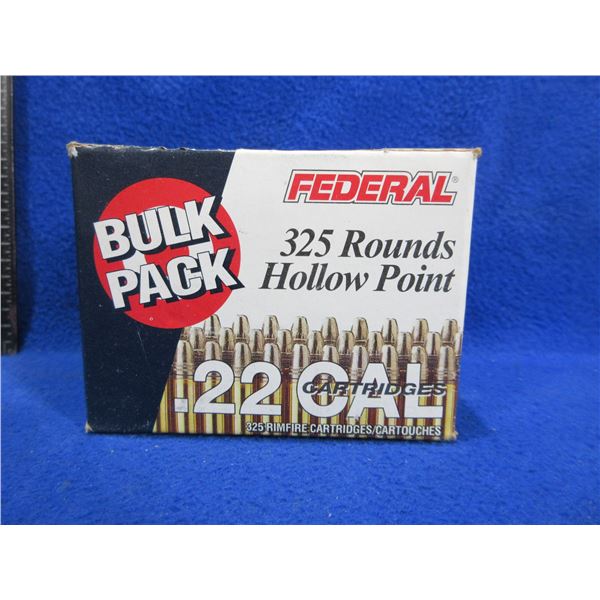 BULK
PACK
FEDERAL®
325 Rounds
Hollow Point
.22 CAL
CARTRIDGES
325 RIMFIRE CARTRIDGES/CARTOUCHES